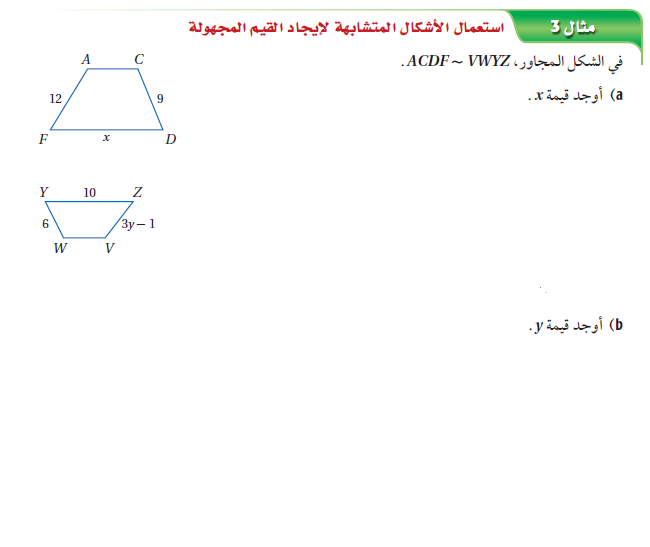 مثال 3 استعمال الأشكال المتشابهة لإيجاد القيم المجهولة
في الشكل المجاور، ACDF ~ VWYZ .
a) أوجد قيمة x .
A C
12 9
F x D
Y 10 Z
6 3y – 1
W V
b) أوجد قيمة y .